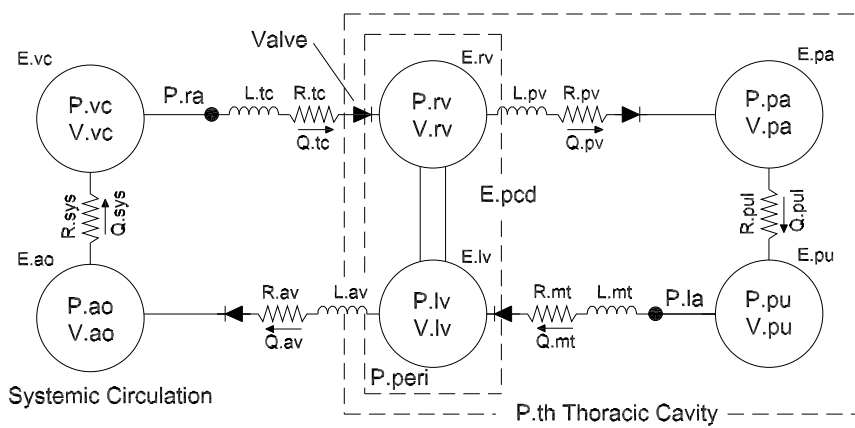 Valve
E.vc
P.vc
V.vc
P.ra
L.tc
R.tc
Q.tc
E.rv
P.rv
V.rv
L.pv
R.pv
Q.pv
E.pa
P.pa
V.pa
R.sys
Q.sys
E.pcd
R.pul
Q.pul
E.ao
P.ao
V.ao
R.av
Q.av
L.av
E.lv
P.lv
V.lv
R.mt
Q.mt
L.mt
P.la
E.pu
P.pu
V.pu
P.peri
Systemic Circulation
P.th Thoracic Cavity